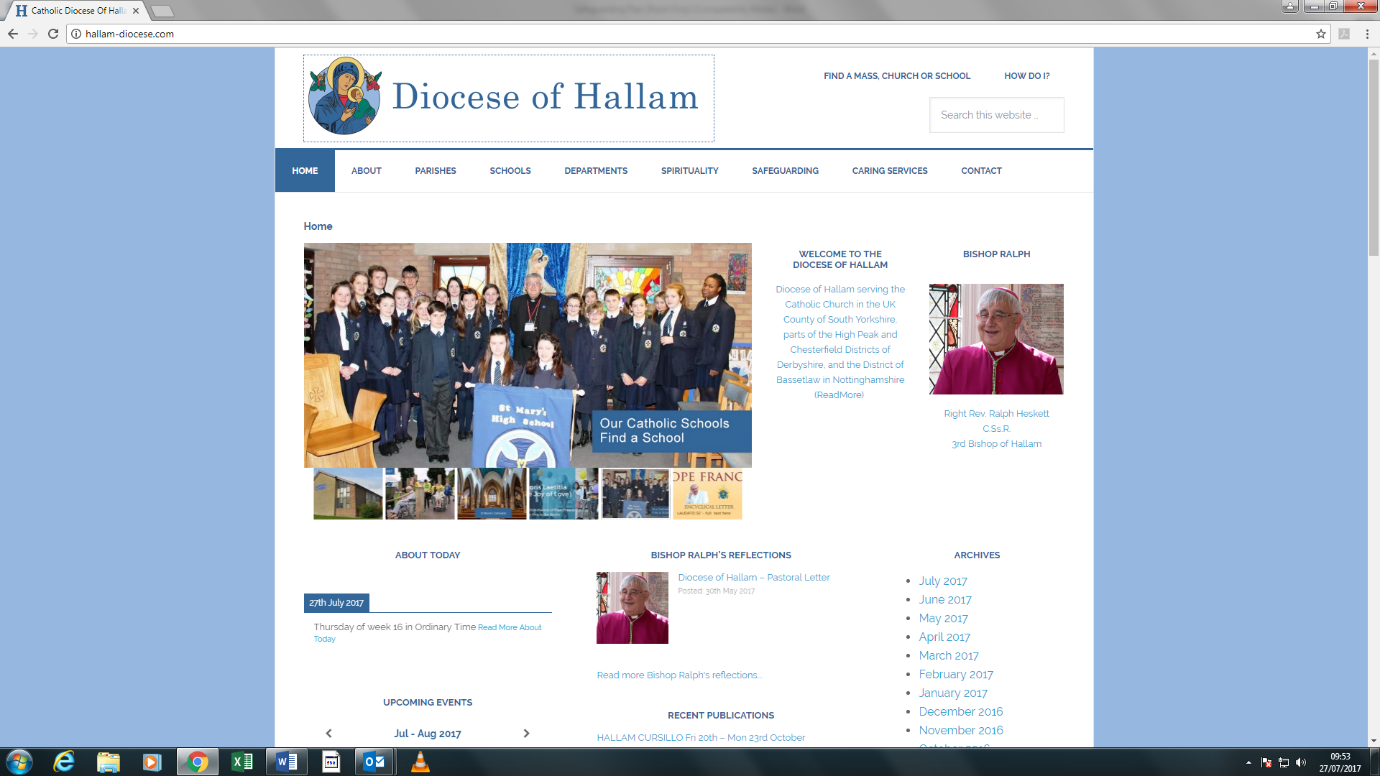 Catholic Diocese Of Hall
hallam-diocese.com
Diocese of Hallam
FIND A MASS, CHURCH OR SCHOOL
HOW DO I?
Search this website …
HOME
ABOUT
PARISHES
SCHOOLS
DEPARTMENTS
SPIRITUALITY
SAFEGUARDING
CARING SERVICES
CONTACT
Home
St Mary's
High School
Our Catholic Schools
Find a School
OPE FRANC
ENCYCLICAL LETTER
WELCOME TO THE
DIOCESE OF HALLAM
Diocese of Hallam serving the
Catholic Church in the UK
County of South Yorkshire,
parts of the High Peak and
Chesterfield Districts of
Derbyshire, and the District of
Bassetlaw in Nottinghamshire
(ReadMore)
BISHOP RALPH
Right Rev. Ralph Heskett
C.Ss.R.
3rd Bishop of Hallam
ABOUT TODAY
27th July 2017
Thursday of week 16 in Ordinary Time Read More About
Today
UPCOMING EVENTS
Jul - Aug 2017
BISHOP RALPH'S REFLECTIONS
Diocese of Hallam – Pastoral Letter
Posted: 30th May 2017
Read more Bishop Ralph's reflections...
RECENT PUBLICATIONS
HALLAM CURSILLO Fri 20th – Mon 23rd October
ARCHIVES
July 2017
June 2017
May 2017
April 2017
March 2017
February 2017
January 2017
December 2016
November 2016
October 2016
09:53
27/07/2017